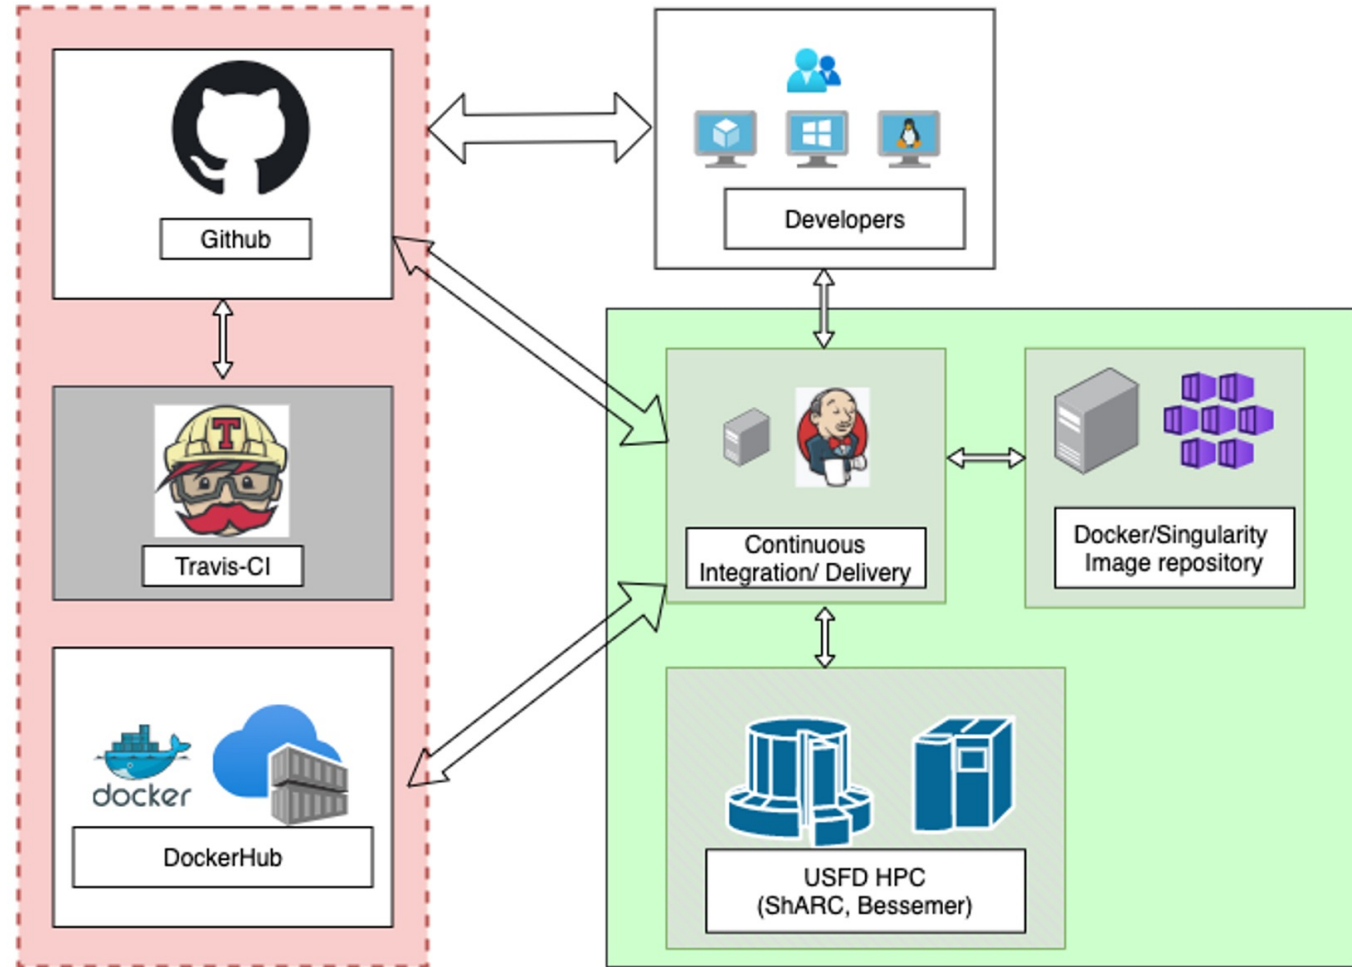 Github
Developers
T
Travis-CI
Continuous
Integration/ Delivery
Docker/Singularity
Image repository
docker
DockerHub
USFD HPC
(ShARC, Bessemer)